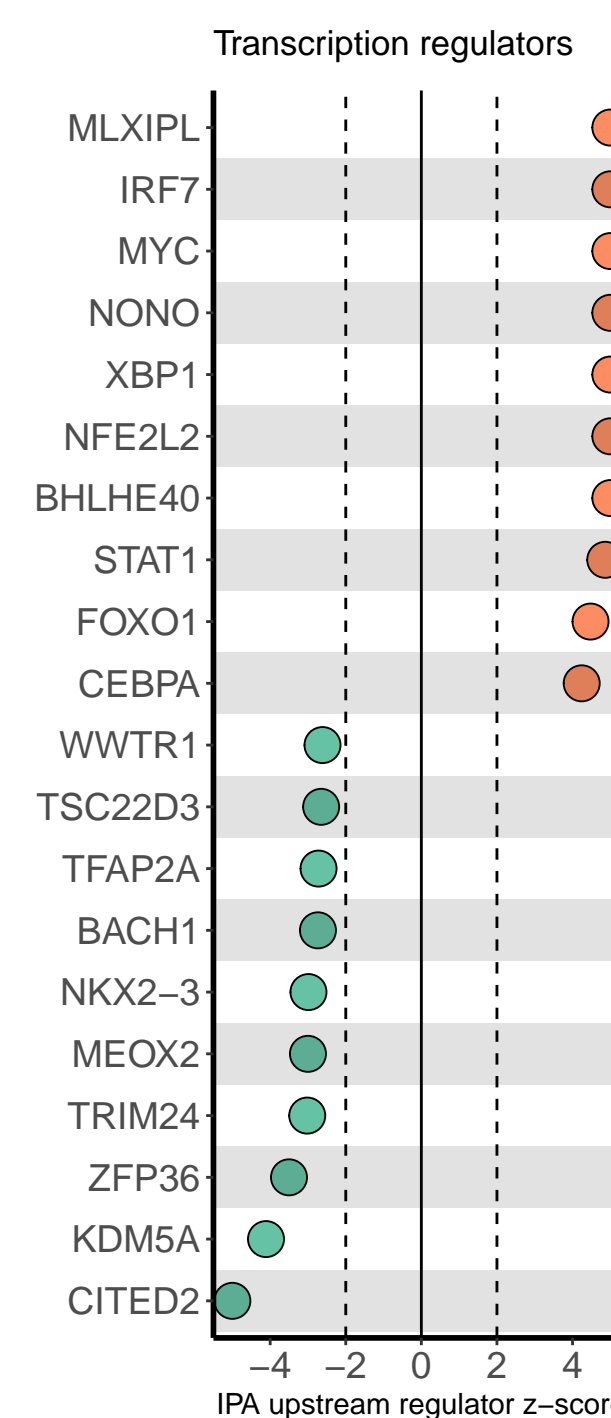 Transcription regulators
MLXIPL
IRF7
MYC
NONO
XBP1
NFE2L2
BHLHE40
STAT1
FOXO1
CEBPA
WWTR1
TSC22D3
TFAP2A
BACH1
NKX2−3
MEOX2
TRIM24
ZFP36
KDM5A
CITED2
−4 −2 0 2 4
IPA upstream regulator z−scor